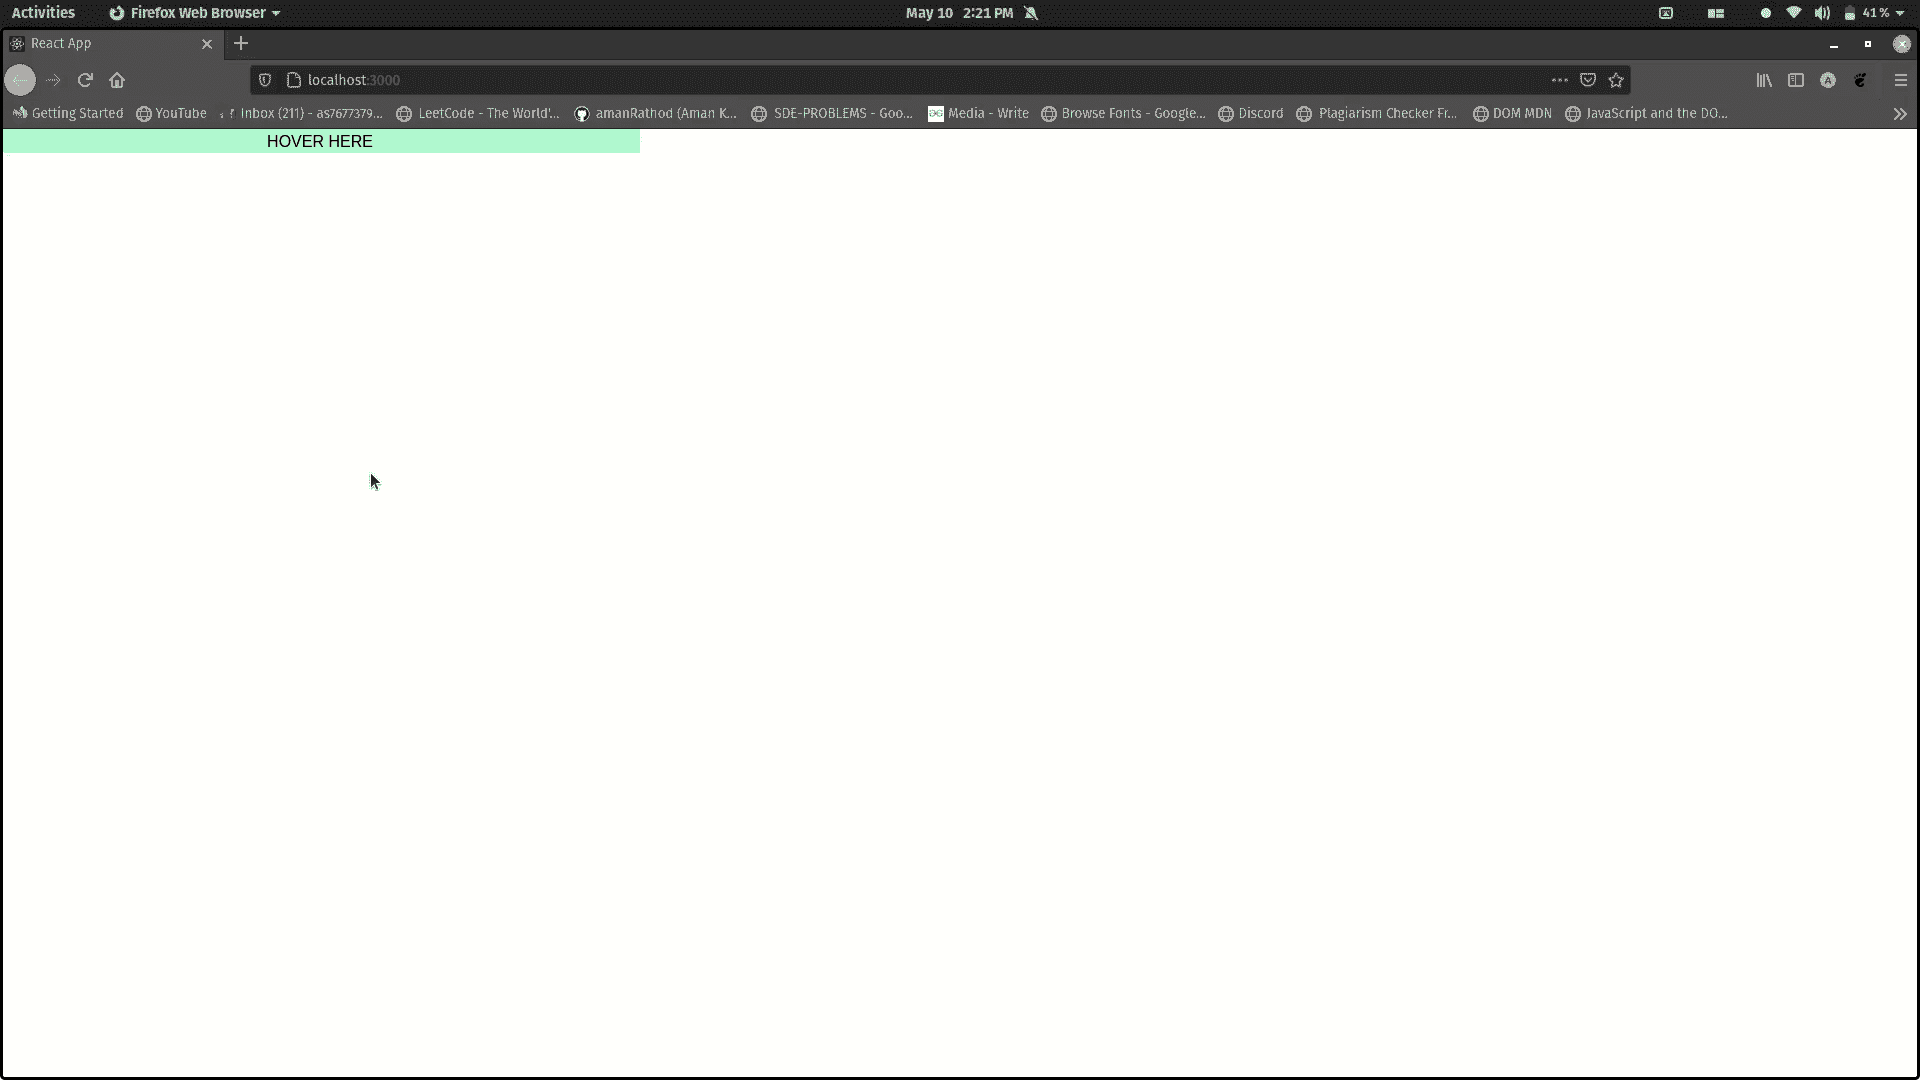 Activities Firefox Web Browser May 10 2:21 PM 41 %
React App
localhost:3000
Getting Started YouTube Inbox (211) - as7677379... LeetCode - The World'... amanRathod (Aman K... SDE-PROBLEMS - Goo... Media - Write Browse Fonts - Google... Discord Plagiarism Checker Fr... DOM MDN JavaScript and the DO...
HOVER HERE